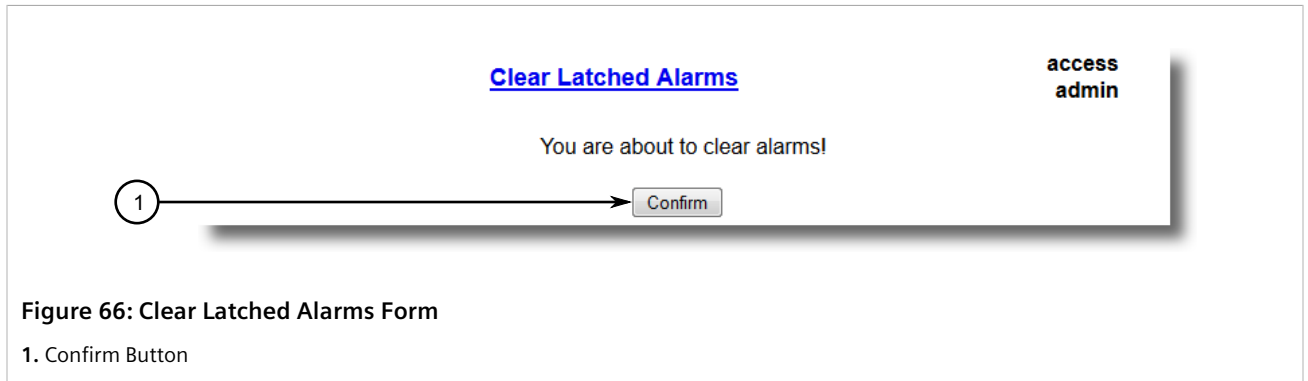 Clear Latched Alarms
access
admin
You are about to clear alarms!
1
Confirm
Figure 66: Clear Latched Alarms Form
1. Confirm Button